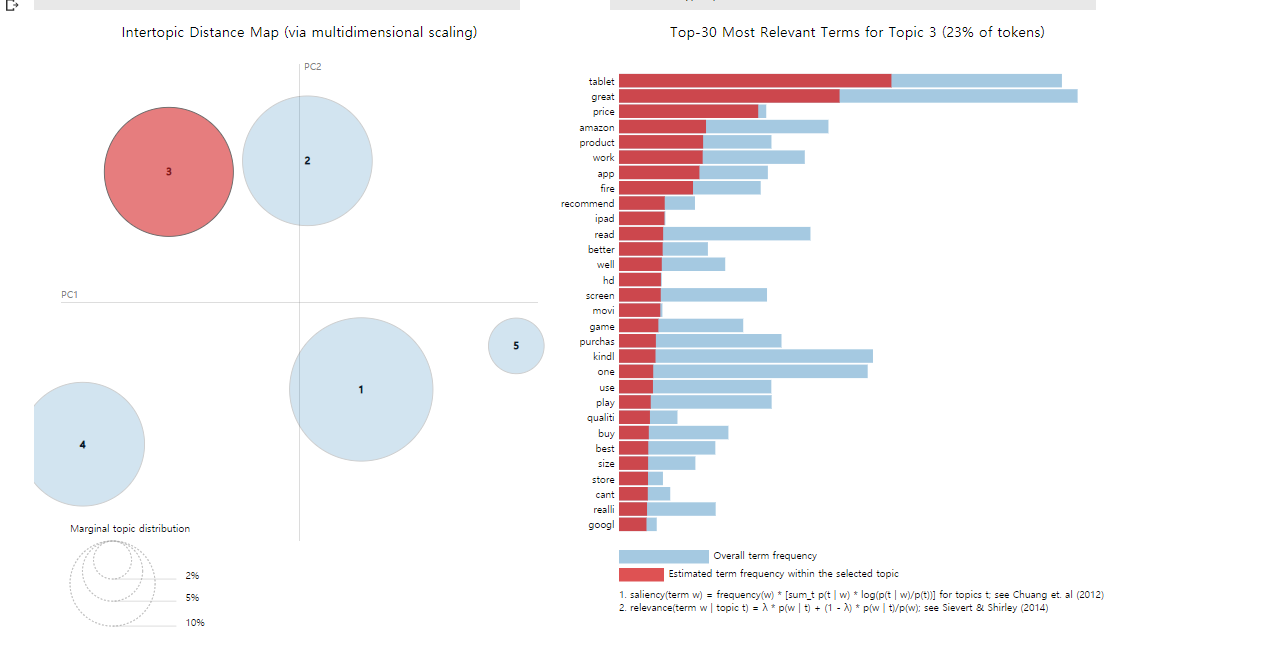 Intertopic Distance Map (via multidimensional scaling)
PC2
3
2
PC1
5
1
4
Marginal topic distribution
2%
5%
10%
Top-30 Most Relevant Terms for Topic 3 (23% of tokens)
tablet
great
price
amazon
product
work
app
fire
recommend
ipad
read
better
well
hd
screen
movi
game
purchas
kindl
one
use
play
qualiti
buy
best
size
store
cant
realli
googl
Overall term frequency
Estimated term frequency within the selected topic
1. saliency(term w) = frequency(w) * [sum_t p(t | w) * log(p(t | w)/p(t))] for topics t; see Chuang et. al (2012)
2. relevance(term w | topic t) = λ * p(w | t) + (1 - λ) * p(w | t)/p(w); see Sievert & Shirley (2014)